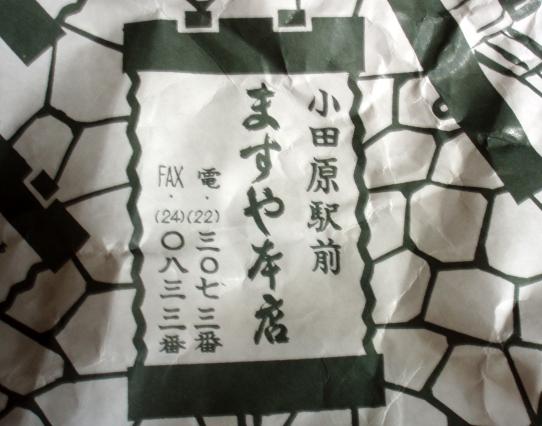 小田原駅前
ますや本店
電・(22)三〇七三番
FAX・(24)〇八三三番